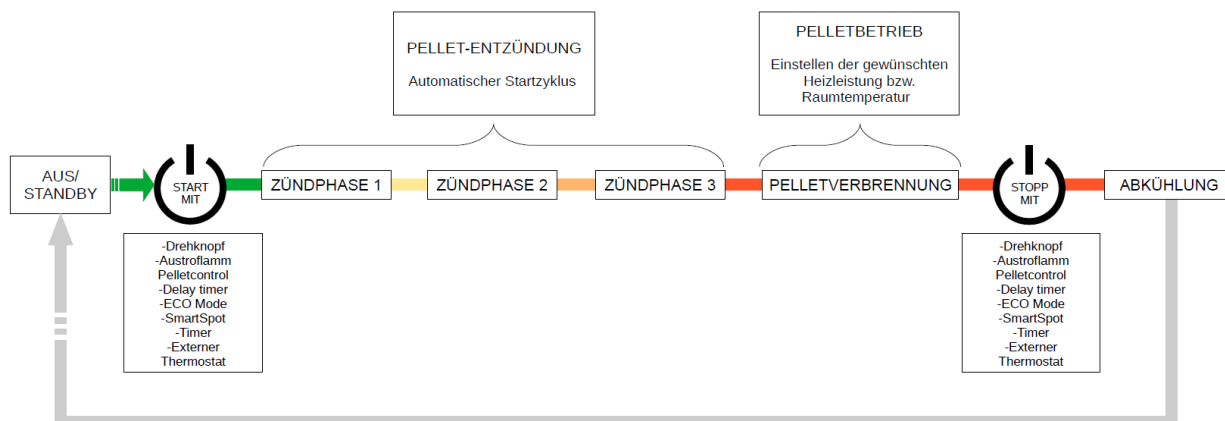 PELLET-ENTZÜNDUNG
Automatischer Startzyklus
PELLETBETRIEB
Einstellen der gewünschten
Heizleistung bzw.
Raumtemperatur
AUS/
STANDBY
START
MIT
ZÜNDPHASE 1
ZÜNDPHASE 2
ZÜNDPHASE 3
PELLETVERBRENNUNG
STOPP
MIT
ABKÜHLUNG
-Drehknopf
-Austroflamm
Pelletcontrol
-Delay timer
-ECO Mode
-SmartSpot
-Timer
-Externer
Thermostat
-Drehknopf
-Austroflamm
Pelletcontrol
-Delay timer
-ECO Mode
-SmartSpot
-Timer
-Externer
Thermostat